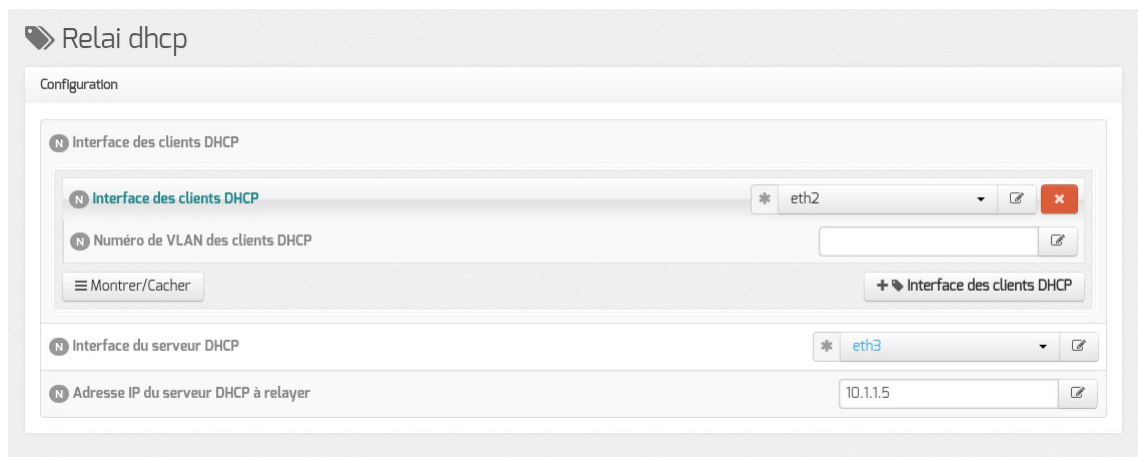 Relai dhcp
Configuration
N Interface des clients DHCP
N Interface des clients DHCP * eth2
N Numéro de VLAN des clients DHCP
Montrer/Cacher + Interface des clients DHCP
N Interface du serveur DHCP * eth3
N Adresse IP du serveur DHCP à relayer 10.1.1.5